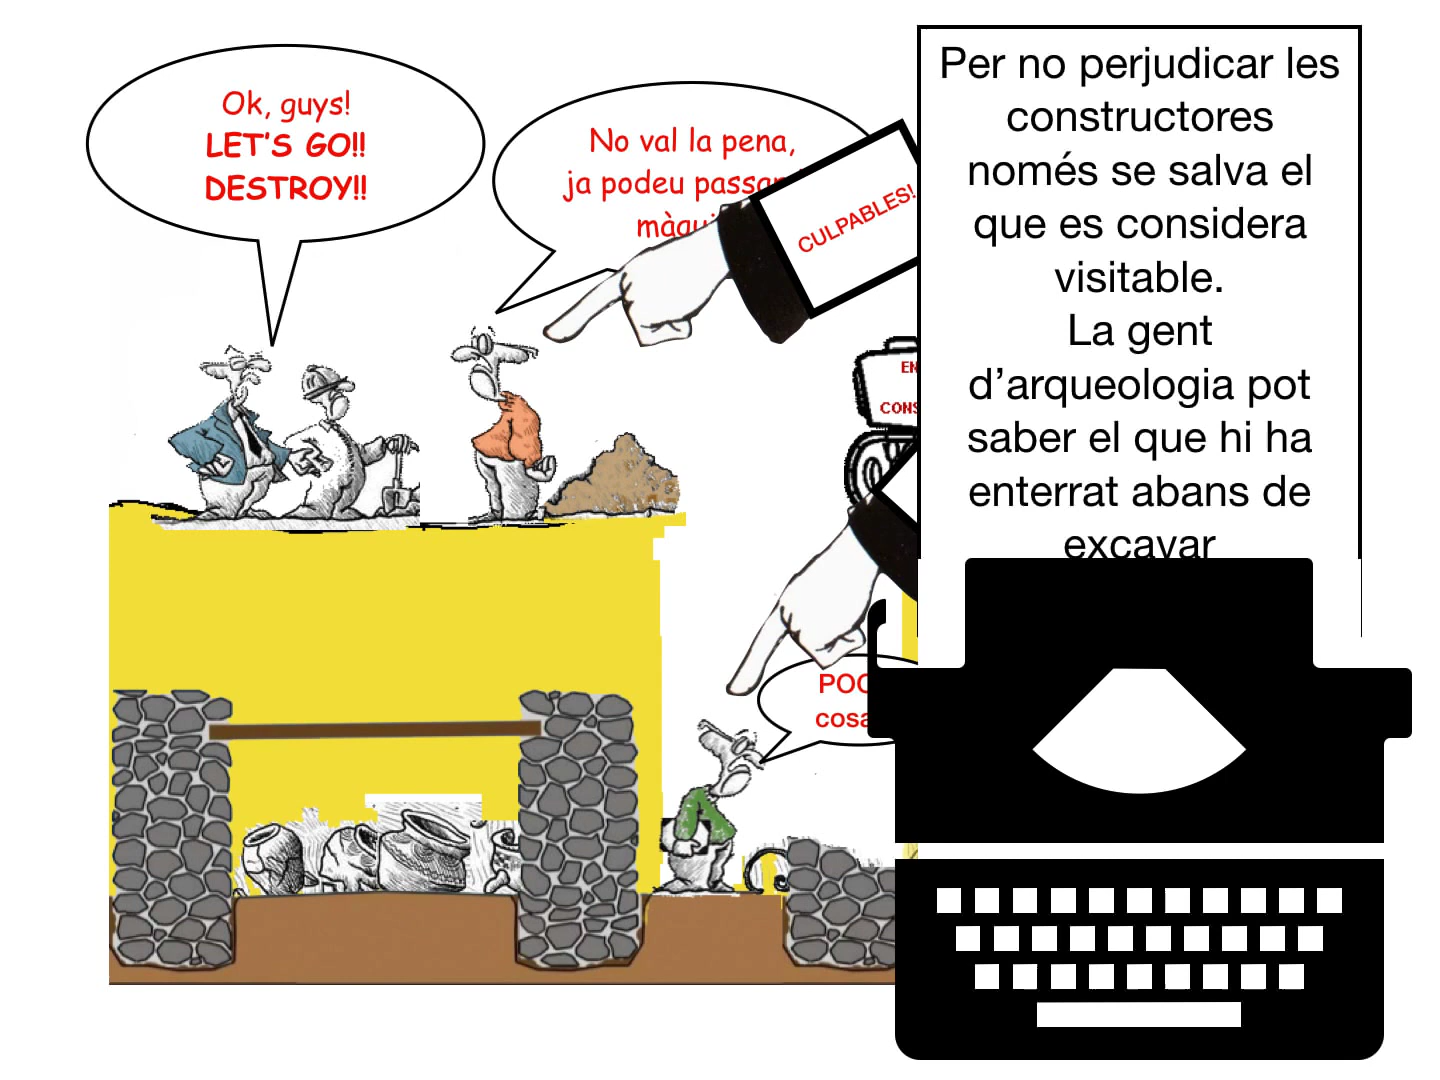 Ok, guys!
LET'S GO!!
DESTROY!!
No val la pena,
ja podeu passar
CULPABLES!
Per no perjudicar les
constructores
només se salva el
que es considera
visitable.
La gent
d'arqueologia pot
saber el que hi ha
enterrat abans de
excavar